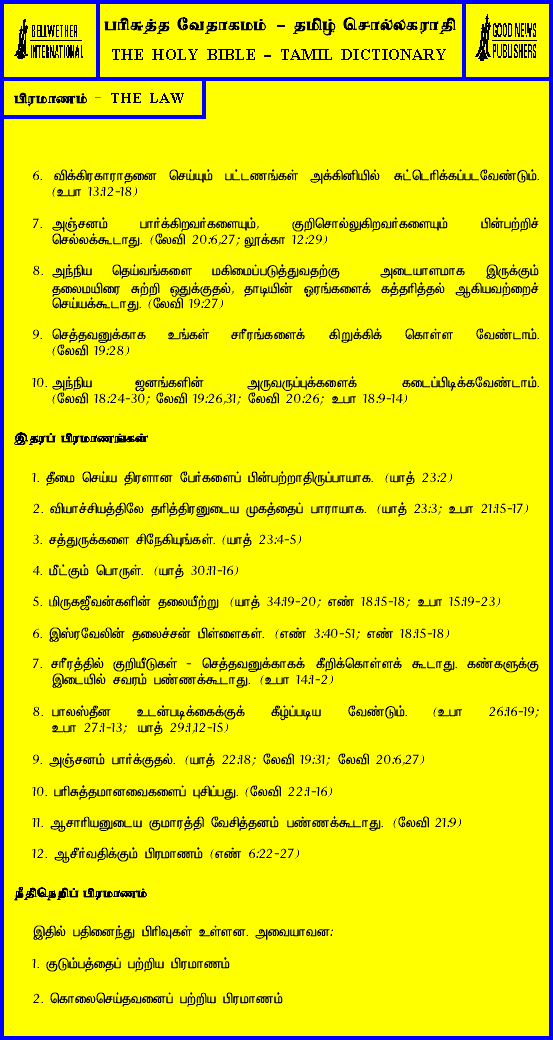 BELLWETHER
INTERNATIONAL
பரிசுத்த வேதாகமம் - தமிழ் சொல்லகராதி
THE HOLY BIBLE - TAMIL DICTIONARY
GOOD NEWS
PUBLISHERS
பிரமாணம் - THE LAW
6. விக்கிரகாராதனை செய்யும் பட்டணங்கள் அக்கினியில் சுட்டெரிக்கப்படவேண்டும்.
(உபா 13:12-18)
7. அஞ்சனம் பார்க்கிறவர்களையும், குறிசொல்லுகிறவர்களையும் பின்பற்றிச்
செல்லக்கூடாது. (லேவி 20:6,27; லூக்கா 12:29)
8. அந்நிய தெய்வங்களை மகிமைப்படுத்துவதற்கு அடையாளமாக இருக்கும்
தலைமயிரை சுற்றி ஒதுக்குதல், தாடியின் ஓரங்களைக் கத்தரித்தல் ஆகியவற்றைச்
செய்யக்கூடாது. (லேவி 19:27)
9. செத்தவனுக்காக உங்கள் சரீரங்களைக் கிறுக்கிக் கொள்ள வேண்டாம்.
(லேவி 19:28)
10. அந்நிய ஜனங்களின் அருவருப்புக்களைக் கடைப்பிடிக்கவேண்டாம்.
(லேவி 18:24-30; லேவி 19:26,31; லேவி 20:26; உபா 18:9-14)
இதரப் பிரமாணங்கள்
1. தீமை செய்ய திரளான பேர்களைப் பின்பற்றாதிருப்பாயாக. (யாத் 23:2)
2. வியாச்சியத்திலே தரித்திரனுடைய முகத்தைப் பாராயாக. (யாத் 23:3; உபா 21:15-17)
3. சத்துருக்களை சிநேகியுங்கள். (யாத் 23:4-5)
4. மீட்கும் பொருள். (யாத் 30:11-16)
5. மிருகஜீவன்களின் தலையீற்று (யாத் 34:19-20; எண் 18:15-18; உபா 15:19-23)
6. இஸ்ரவேலின் தலைச்சன் பிள்ளைகள். (எண் 3:40-51; எண் 18:15-18)
7. சரீரத்தில் குறியீடுகள் - செத்தவனுக்காகக் கீறிக்கொள்ளக் கூடாது. கண்களுக்கு
இடையில் சவரம் பண்ணக்கூடாது. (உபா 14:1-2)
8. பாலஸ்தீன உடன்படிக்கைக்குக் கீழ்ப்படிய வேண்டும். (உபா 26:16-19;
உபா 27:1-13; யாத் 29:1,12-15)
9. அஞ்சனம் பார்க்குதல். (யாத் 22:18; லேவி 19:31; லேவி 20:6,27)
10. பரிசுத்தமானவைகளைப் புசிப்பது. (லேவி 22:1-16)
11. ஆசாரியனுடைய குமாரத்தி வேசித்தனம் பண்ணக்கூடாது. (லேவி 21:9)
12. ஆசீர்வதிக்கும் பிரமாணம் (எண் 6:22-27)
நீதிநெறிப் பிரமாணம்
இதில் பதினைந்து பிரிவுகள் உள்ளன. அவையாவன:
1. குடும்பத்தைப் பற்றிய பிரமாணம்
2. கொலைசெய்தவனைப் பற்றிய பிரமாணம்